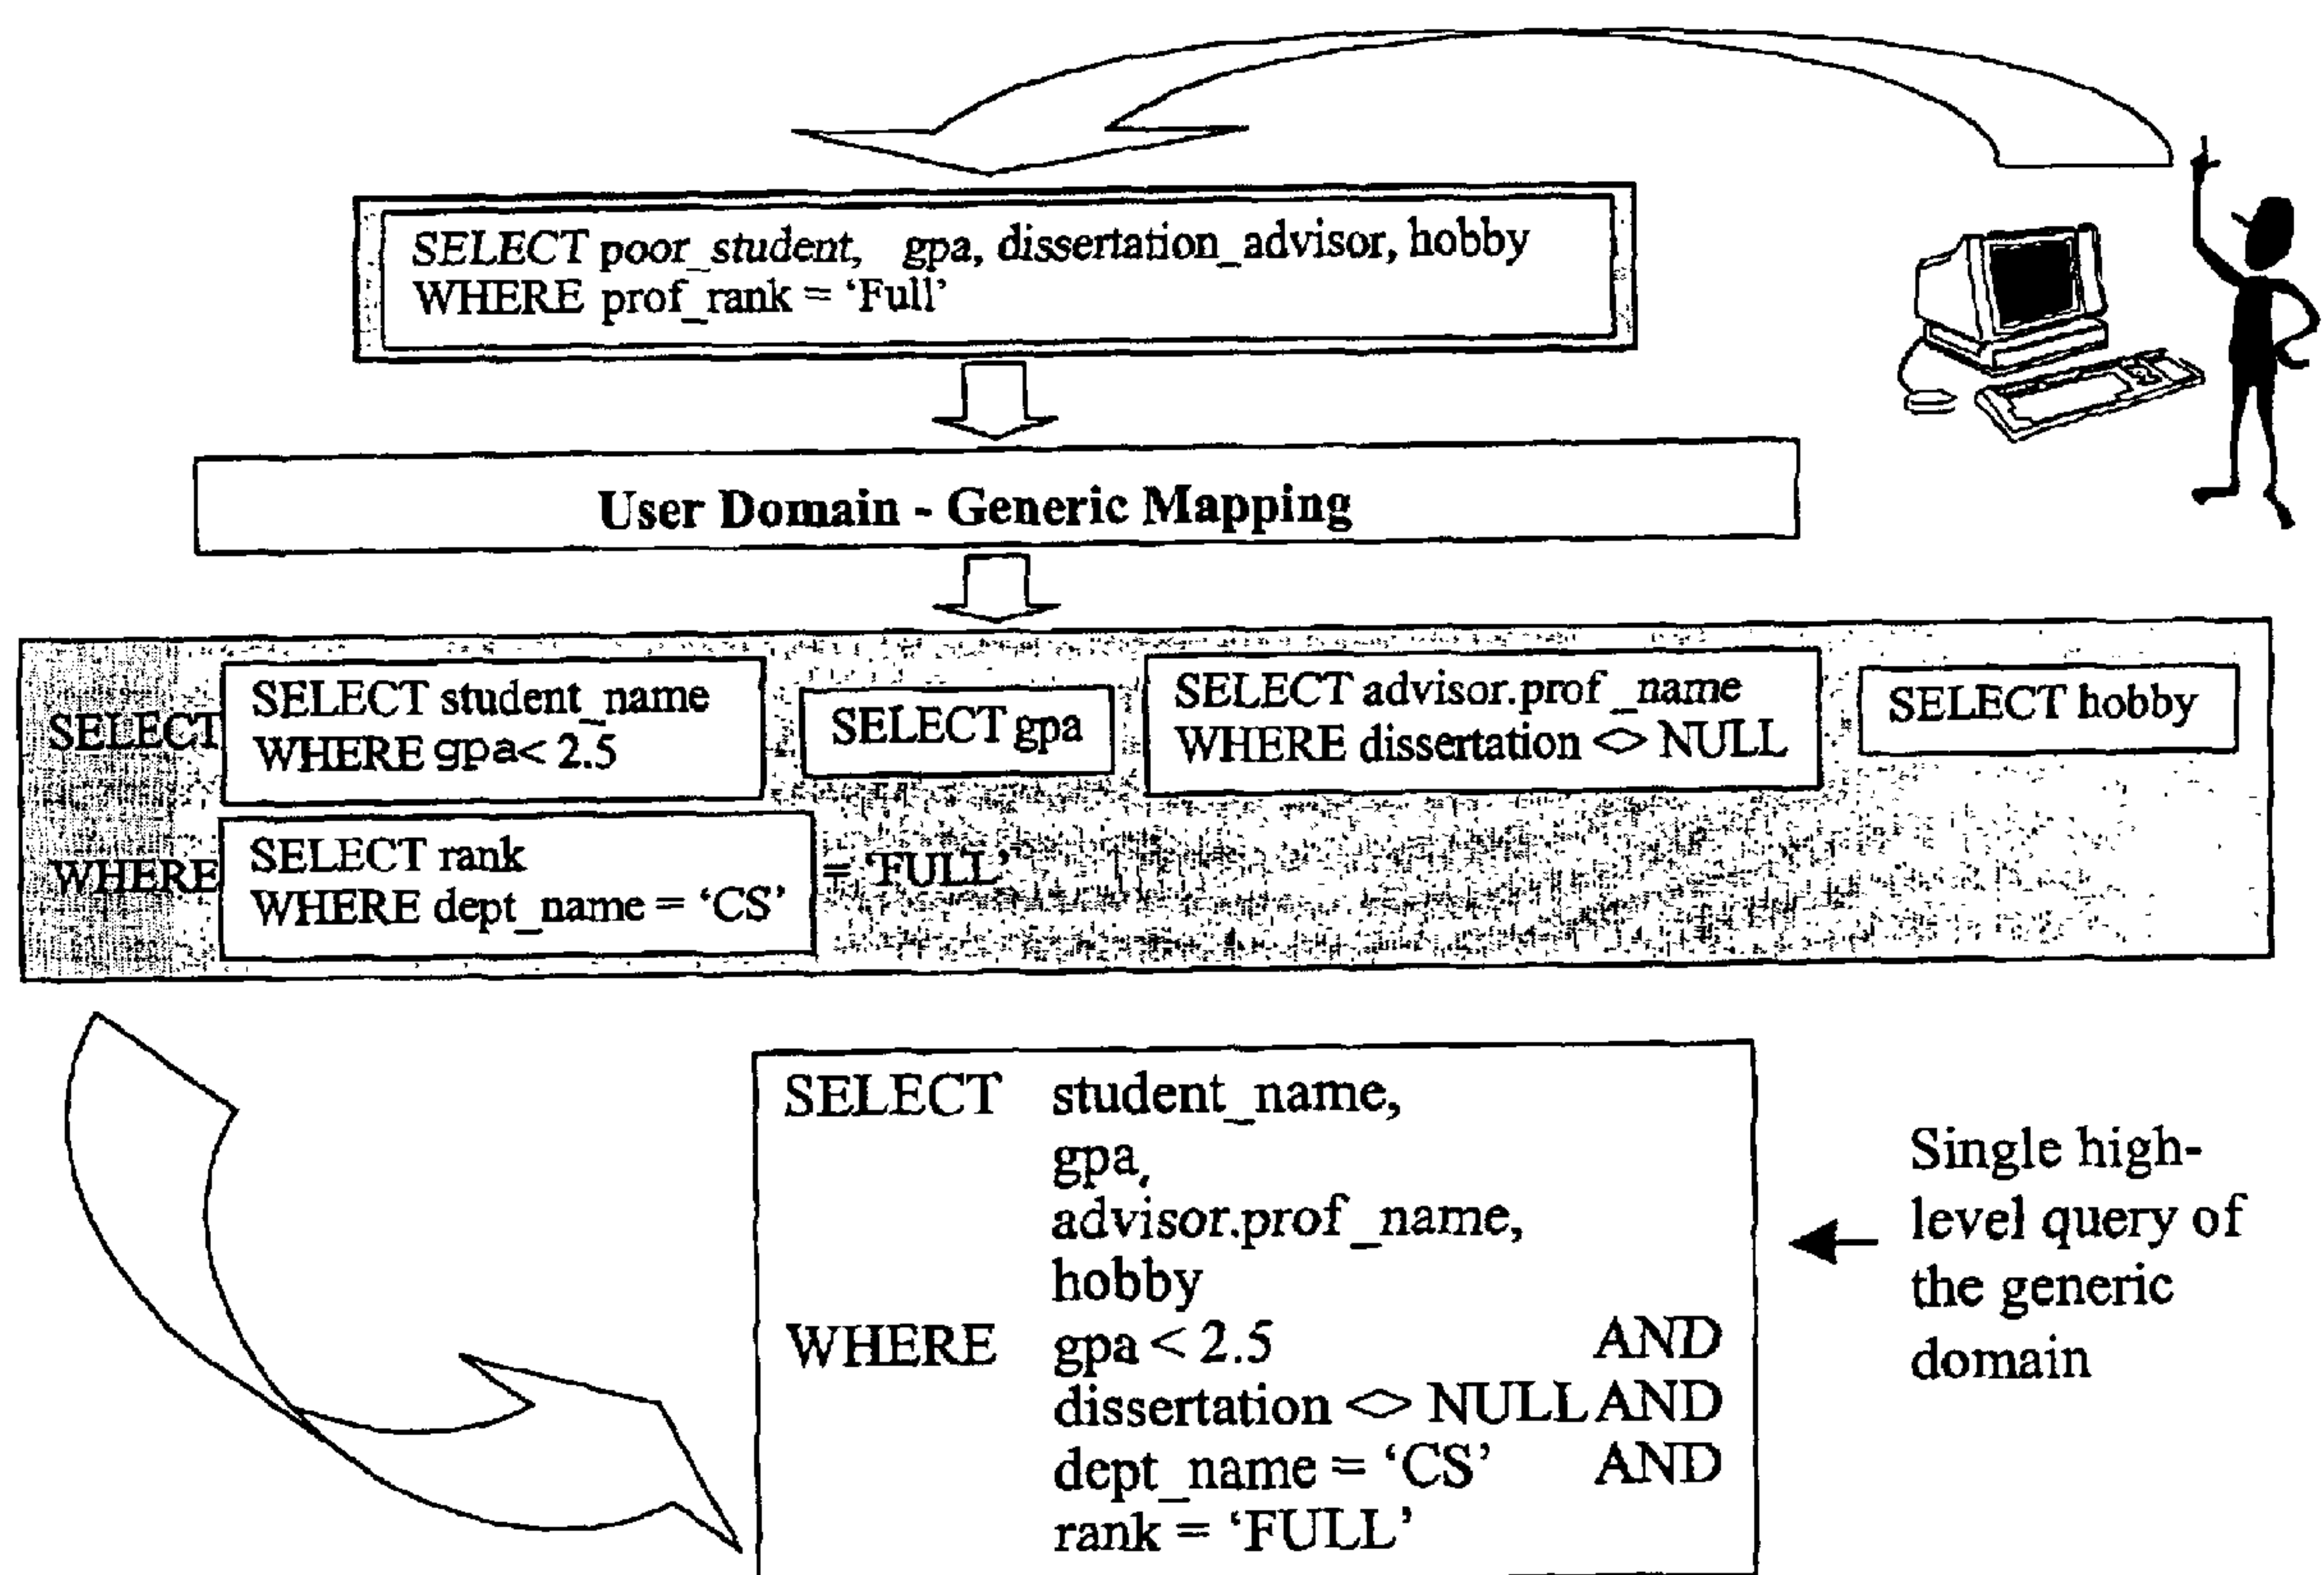 SELECT poor_student, gpa, dissertation_advisor, hobby
WHERE prof_rank = ‘Full’
User Domain - Generic Mapping
SELECT
SELECT student_name
WHERE gpa< 2.5
SELECT gpa
SELECT advisor.prof_name
WHERE dissertation <> NULL
SELECT hobby
WHERE
SELECT rank
WHERE dept_name = ‘CS’
= ‘FULL’
SELECT student_name,
gpa,
advisor.prof_name,
hobby
WHERE gpa < 2.5 AND
dissertation <> NULL AND
dept_name = ‘CS’ AND
rank = ‘FULL’
Single high-
level query of
the generic
domain